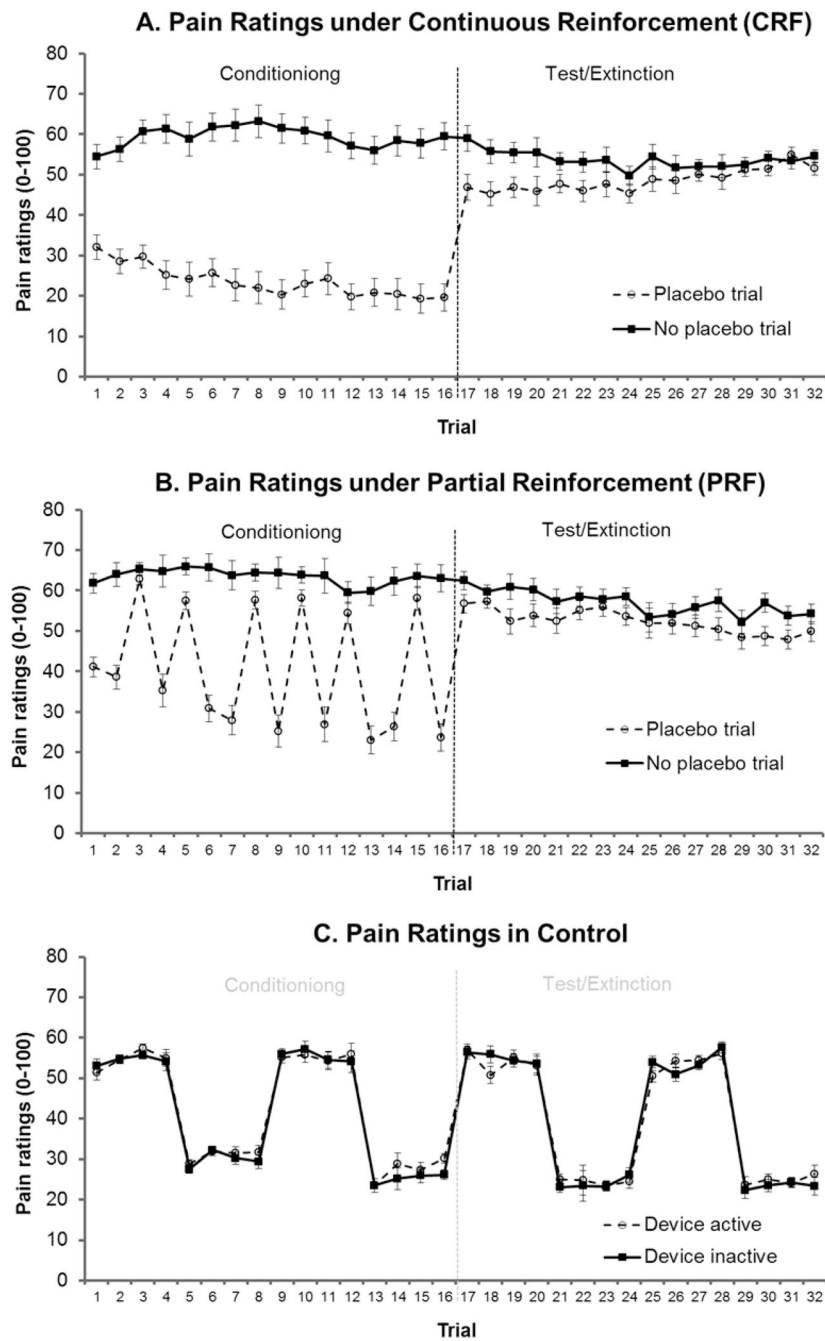 A. Pain Ratings under Continuous Reinforcement (CRF)
Conditioniong Test/Extinction
Pain ratings (0-100)
80
70
60
50
40
30
20
10
0
Placebo trial
No placebo trial
1 2 3 4 5 6 7 8 9 10 11 12 13 14 15 16 17 18 19 20 21 22 23 24 25 26 27 28 29 30 31 32
Trial
B. Pain Ratings under Partial Reinforcement (PRF)
Conditioniong Test/Extinction
Pain ratings (0-100)
80
70
60
50
40
30
20
10
0
Placebo trial
No placebo trial
1 2 3 4 5 6 7 8 9 10 11 12 13 14 15 16 17 18 19 20 21 22 23 24 25 26 27 28 29 30 31 32
Trial
C. Pain Ratings in Control
Conditioniong Test/Extinction
Pain ratings (0-100)
80
70
60
50
40
30
20
10
0
Device active
Device inactive
1 2 3 4 5 6 7 8 9 10 11 12 13 14 15 16 17 18 19 20 21 22 23 24 25 26 27 28 29 30 31 32
Trial